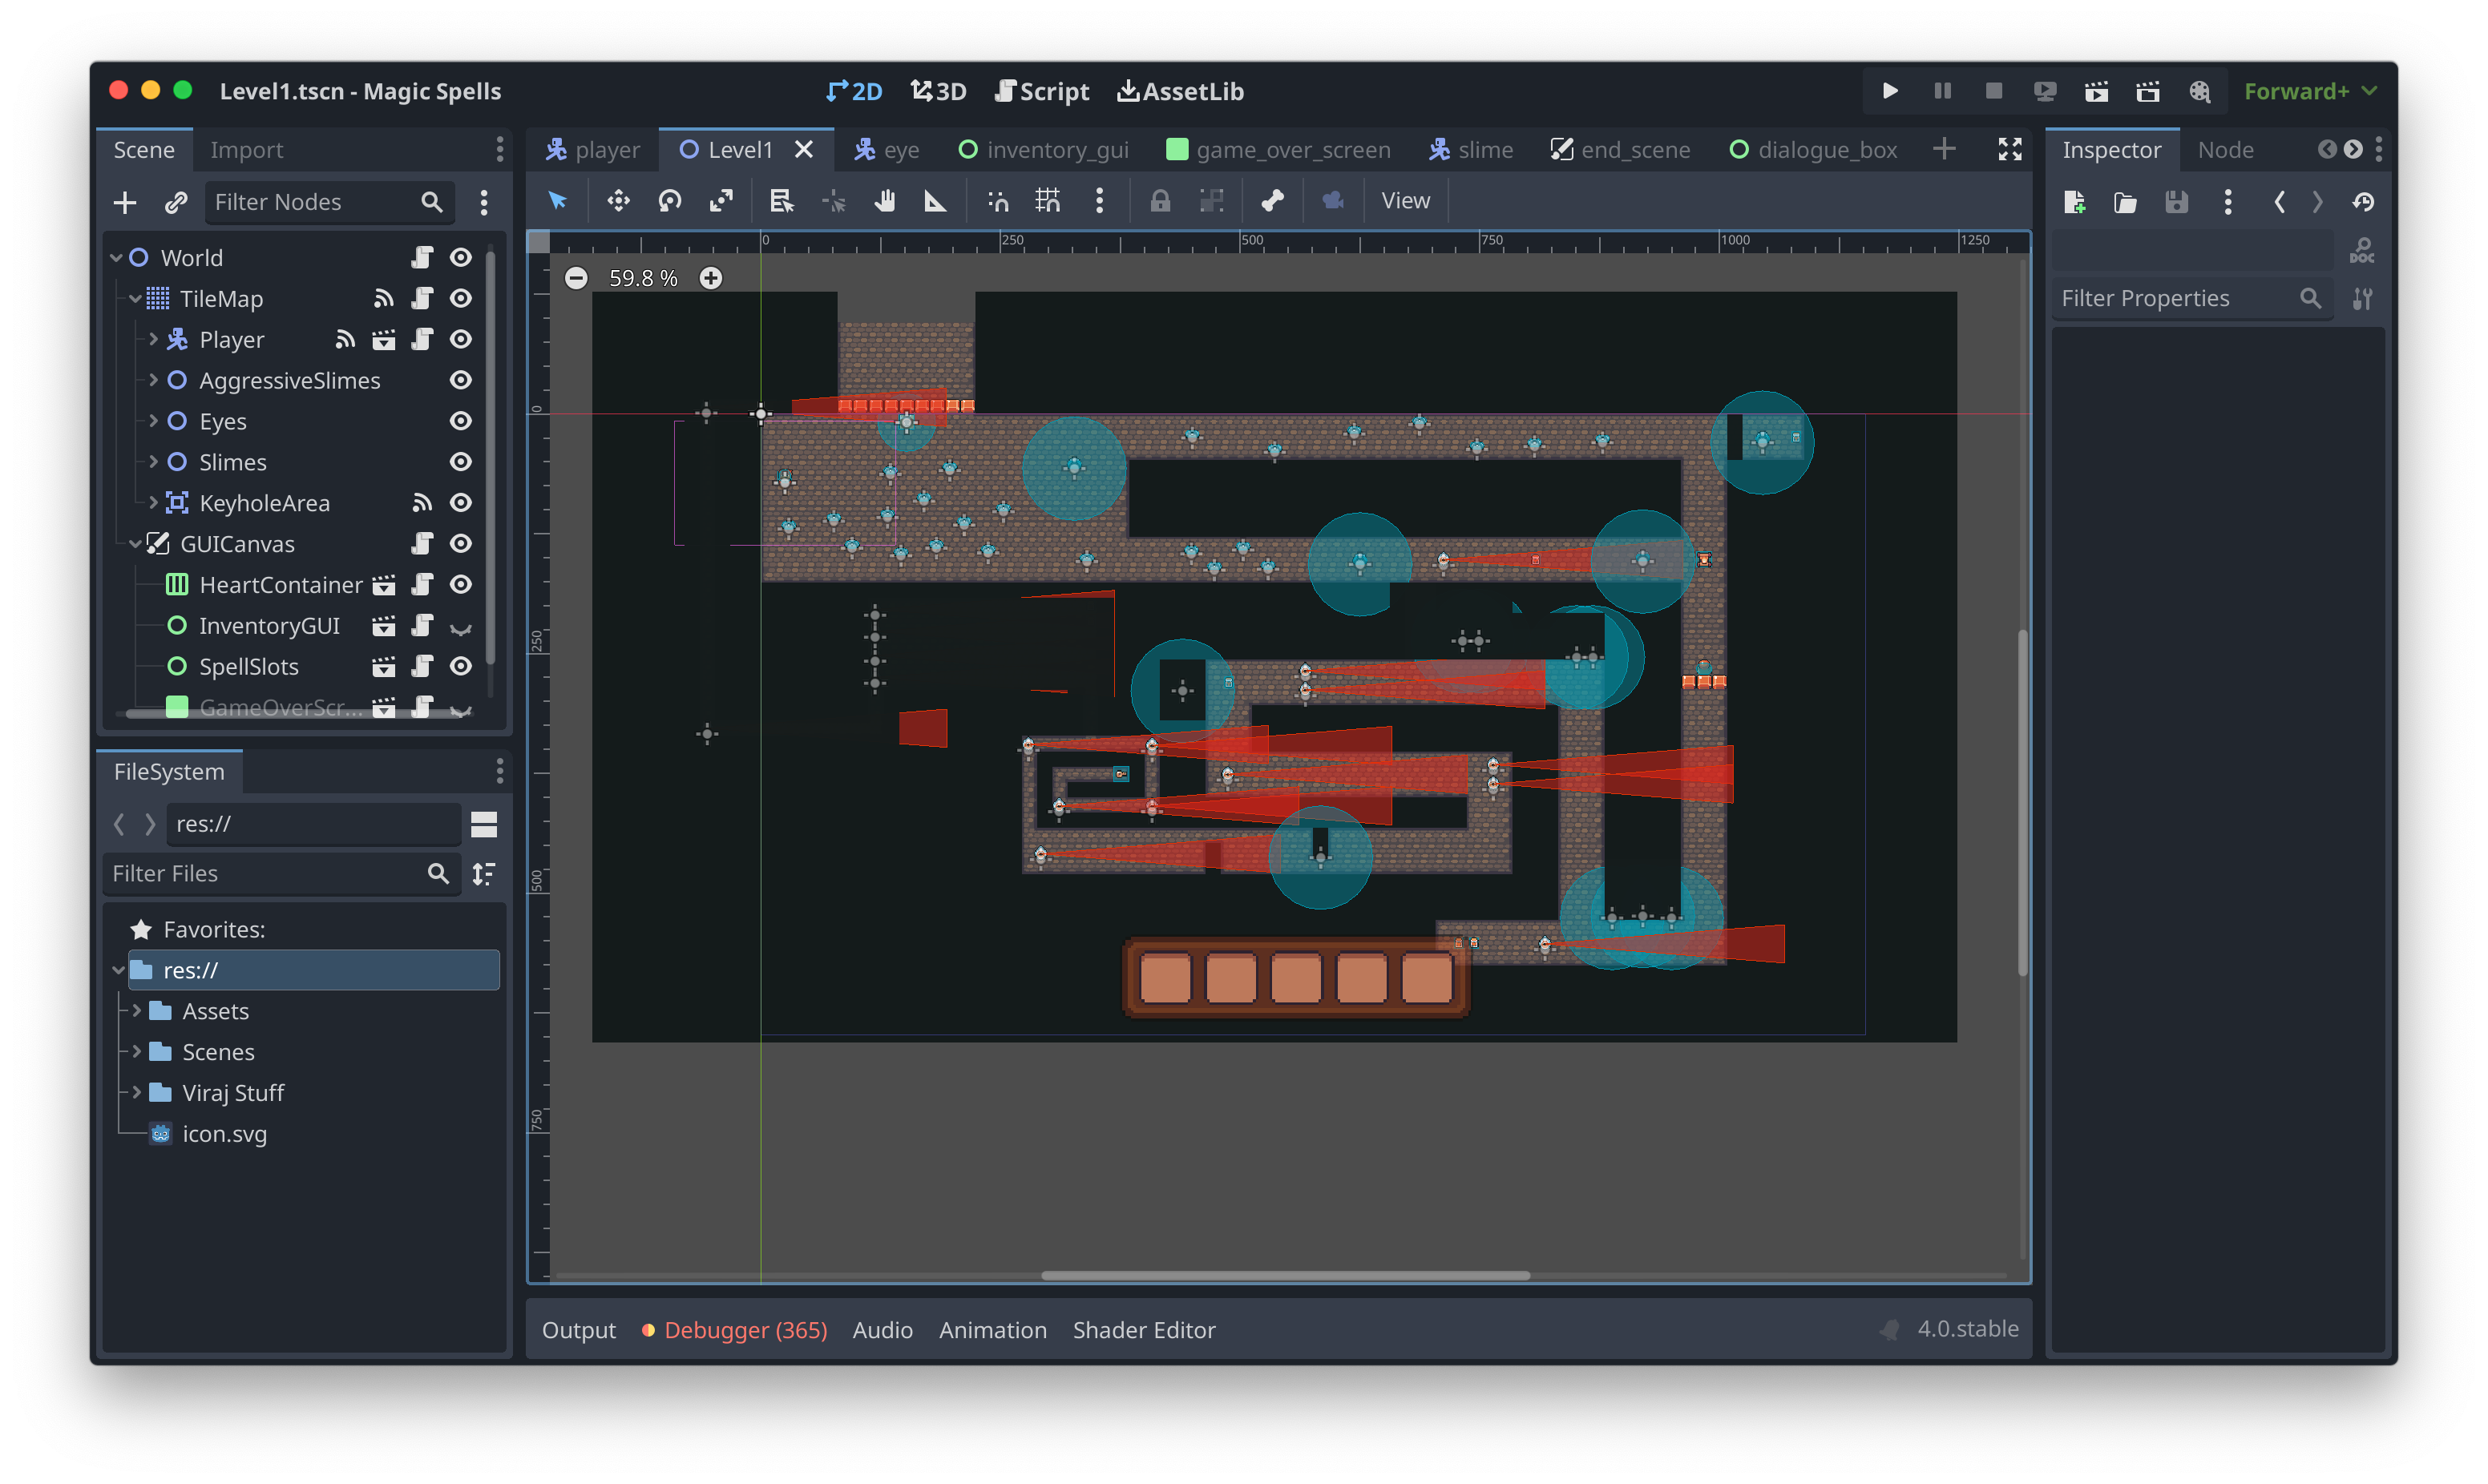 Level1.tscn - Magic Spells
2D 3D Script AssetLib
Forward+
Scene Import
Filter Nodes
World
TileMap
Player
AggressiveSlimes
Eyes
Slimes
KeyholeArea
GUICanvas
HeartContainer
InventoryGUI
SpellSlots
GameOverScr...
FileSystem
res://
Filter Files
Favorites:
res://
Assets
Scenes
Viraj Stuff
icon.svg
player Level1 eye inventory_gui game_over_screen slime end_scene dialogue_box
View
0 250 500 750 1000 1250
59.8 %
0
250
500
750
Output Debugger (365) Audio Animation Shader Editor
4.0.stable
Inspector Node
DOC
Filter Properties